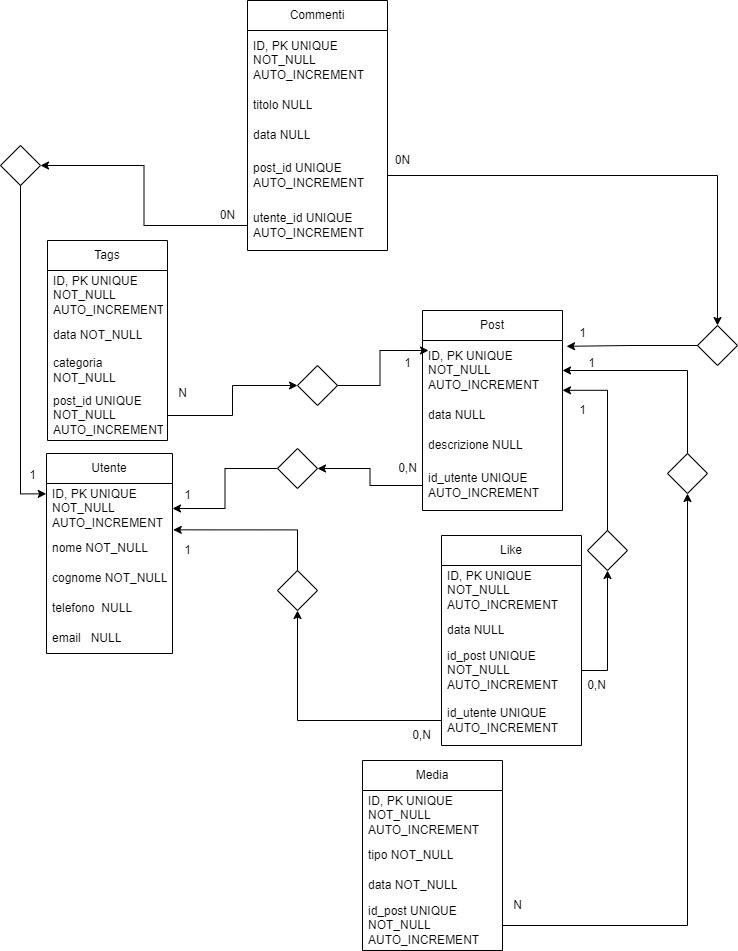 Commenti
ID, PK UNIQUE
NOT_NULL
AUTO_INCREMENT
titolo NULL
data NULL
post_id UNIQUE
AUTO_INCREMENT
utente_id UNIQUE
AUTO_INCREMENT
0N
0N
Tags
ID, PK UNIQUE
NOT_NULL
AUTO_INCREMENT
data NOT_NULL
categoria
NOT_NULL
post_id UNIQUE
NOT_NULL
AUTO_INCREMENT
N
1
Post
ID, PK UNIQUE
NOT_NULL
AUTO_INCREMENT
data NULL
descrizione NULL
id_utente UNIQUE
AUTO_INCREMENT
1
1
1
0,N
1
Utente
ID, PK UNIQUE
NOT_NULL
AUTO_INCREMENT
nome NOT_NULL
cognome NOT_NULL
telefono NULL
email NULL
1
1
Like
ID, PK UNIQUE
NOT_NULL
AUTO_INCREMENT
data NULL
id_post UNIQUE
NOT_NULL
AUTO_INCREMENT
id_utente UNIQUE
AUTO_INCREMENT
0,N
0,N
Media
ID, PK UNIQUE
NOT_NULL
AUTO_INCREMENT
tipo NOT_NULL
data NOT_NULL
id_post UNIQUE
NOT_NULL
AUTO_INCREMENT
N